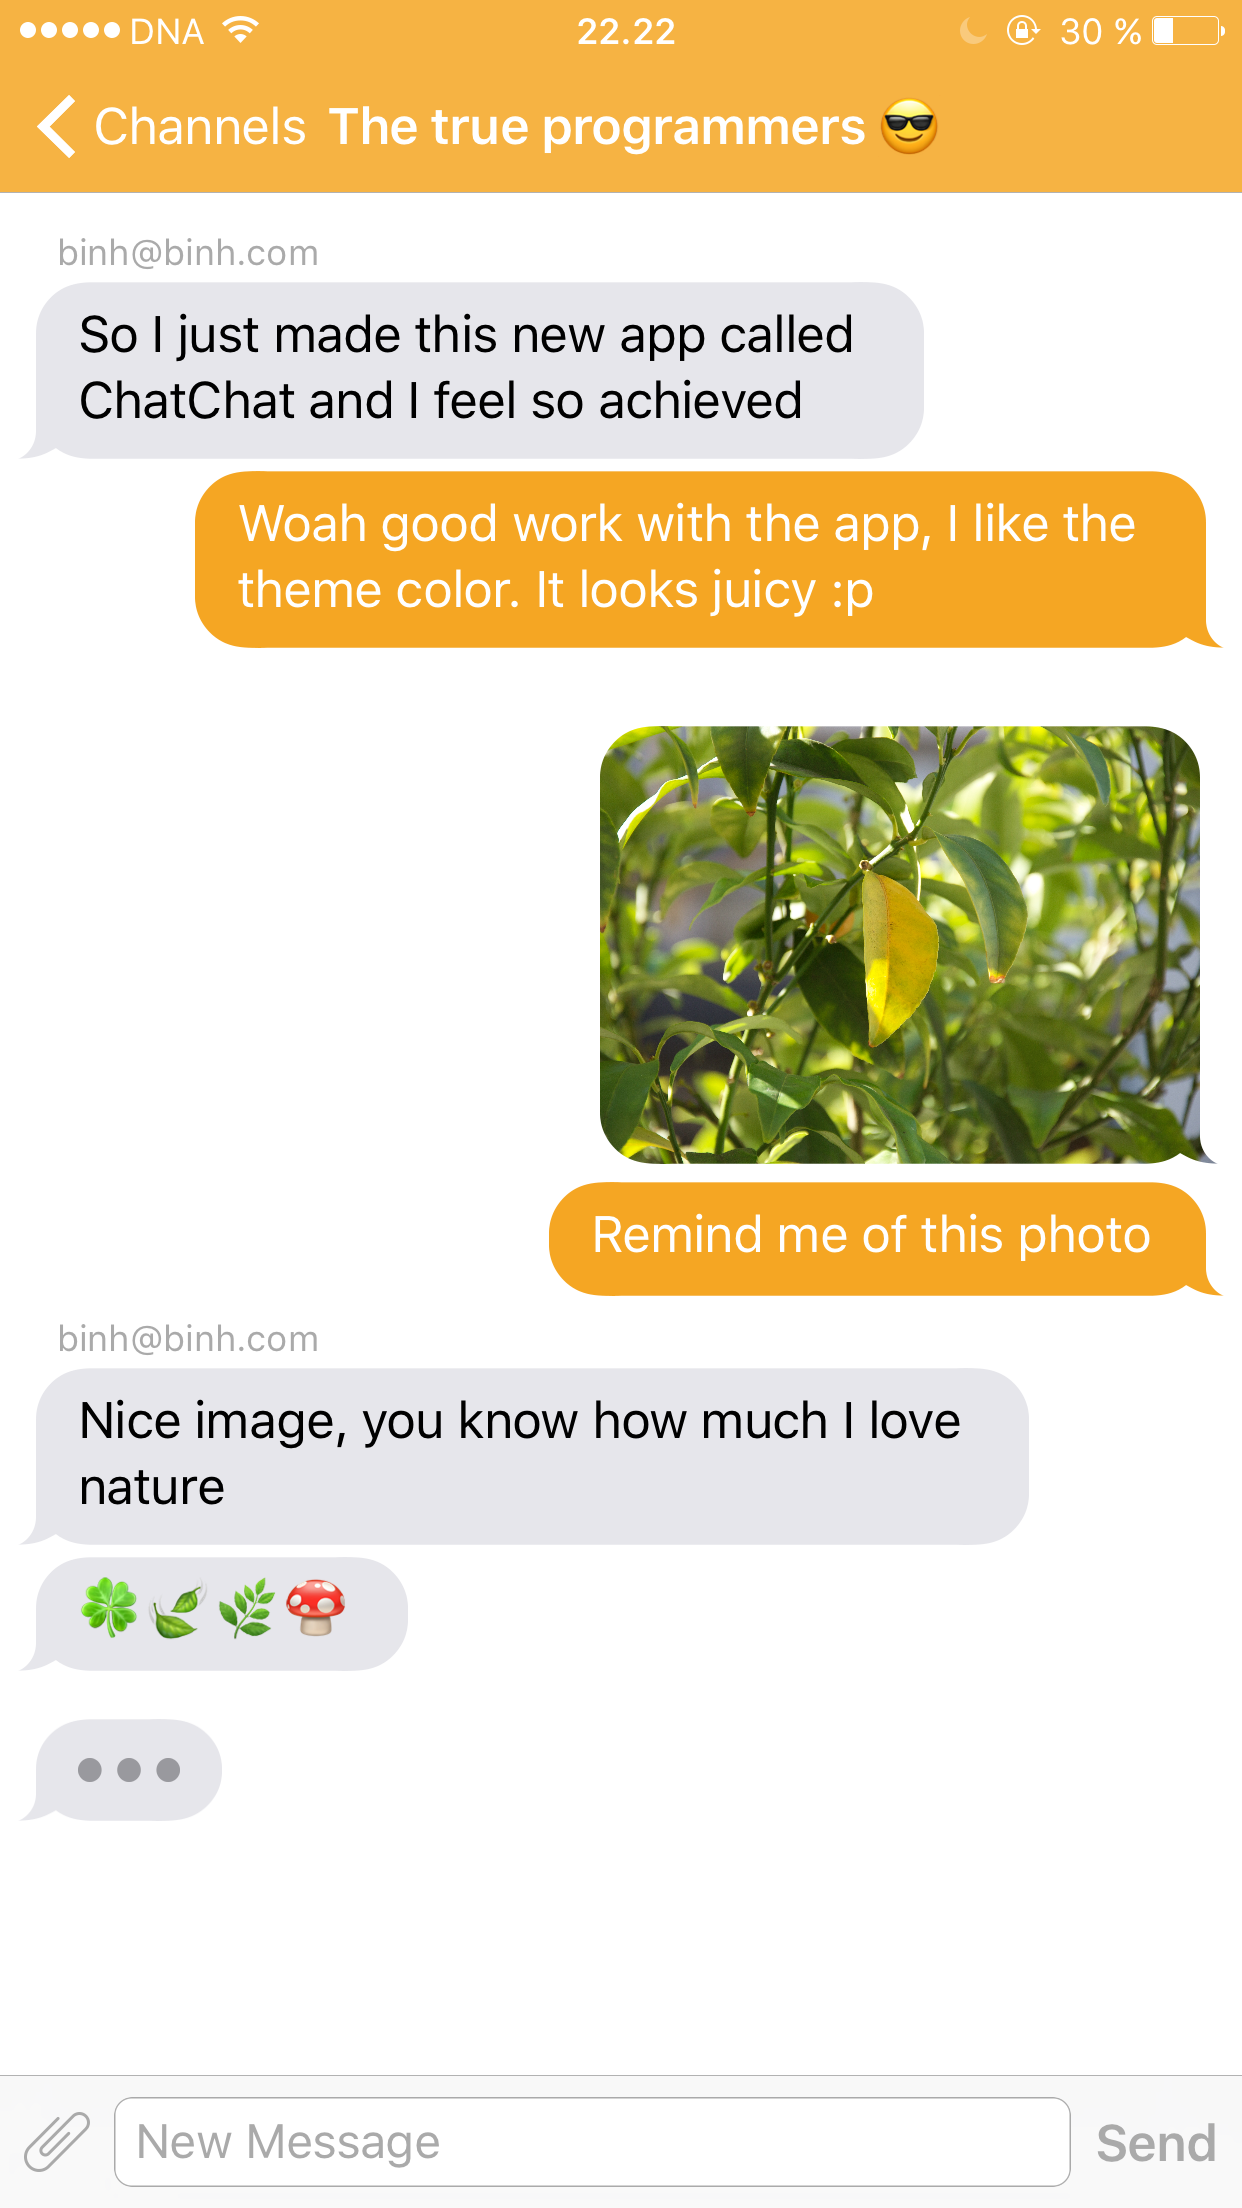 DNA 22.22 30 %
Channels The true programmers 😎
binh@binh.com
So I just made this new app called
ChatChat and I feel so achieved
Woah good work with the app, I like the
theme color. It looks juicy :p
Remind me of this photo
binh@binh.com
Nice image, you know how much I love
nature
🍀🍃🌿🍄
New Message Send